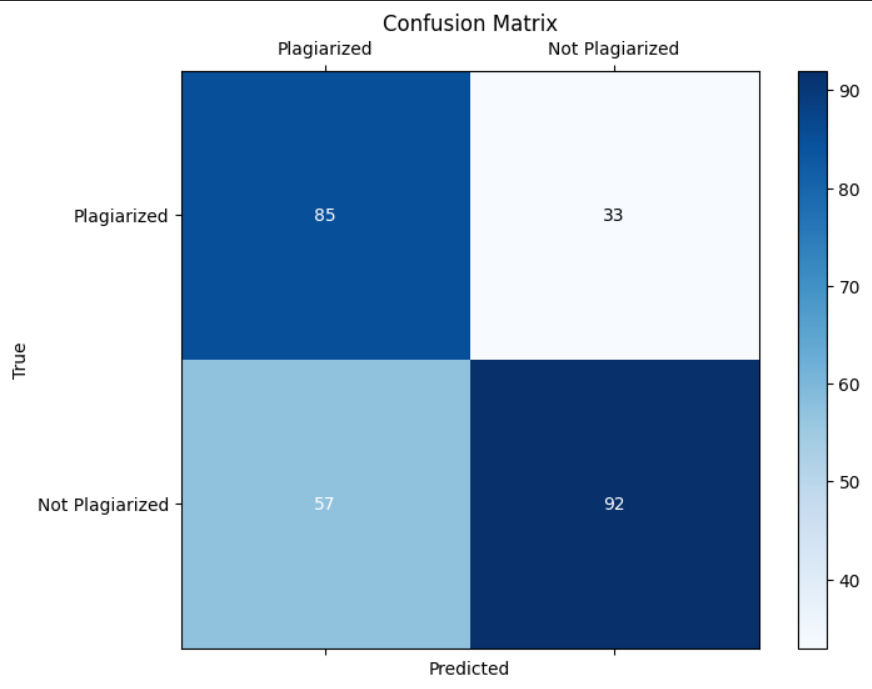 Confusion Matrix
Plagiarized Not Plagiarized
90
80
Plagiarized 85 33
70
True
60
50
Not Plagiarized 57 92
40
Predicted